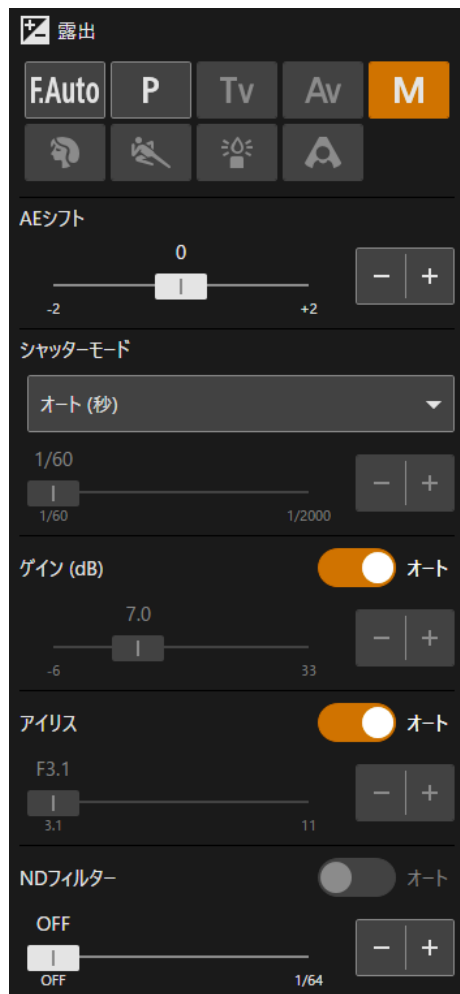 露出
F.Auto P Tv Av M
AEシフト
0
-2 +2
− +
シャッターモード
オート (秒)
1/60
1/60 1/2000
− +
ゲイン (dB) オート
7.0
-6 33
− +
アイリス オート
F3.1
3.1 11
− +
NDフィルター オート
OFF
OFF 1/64
− +